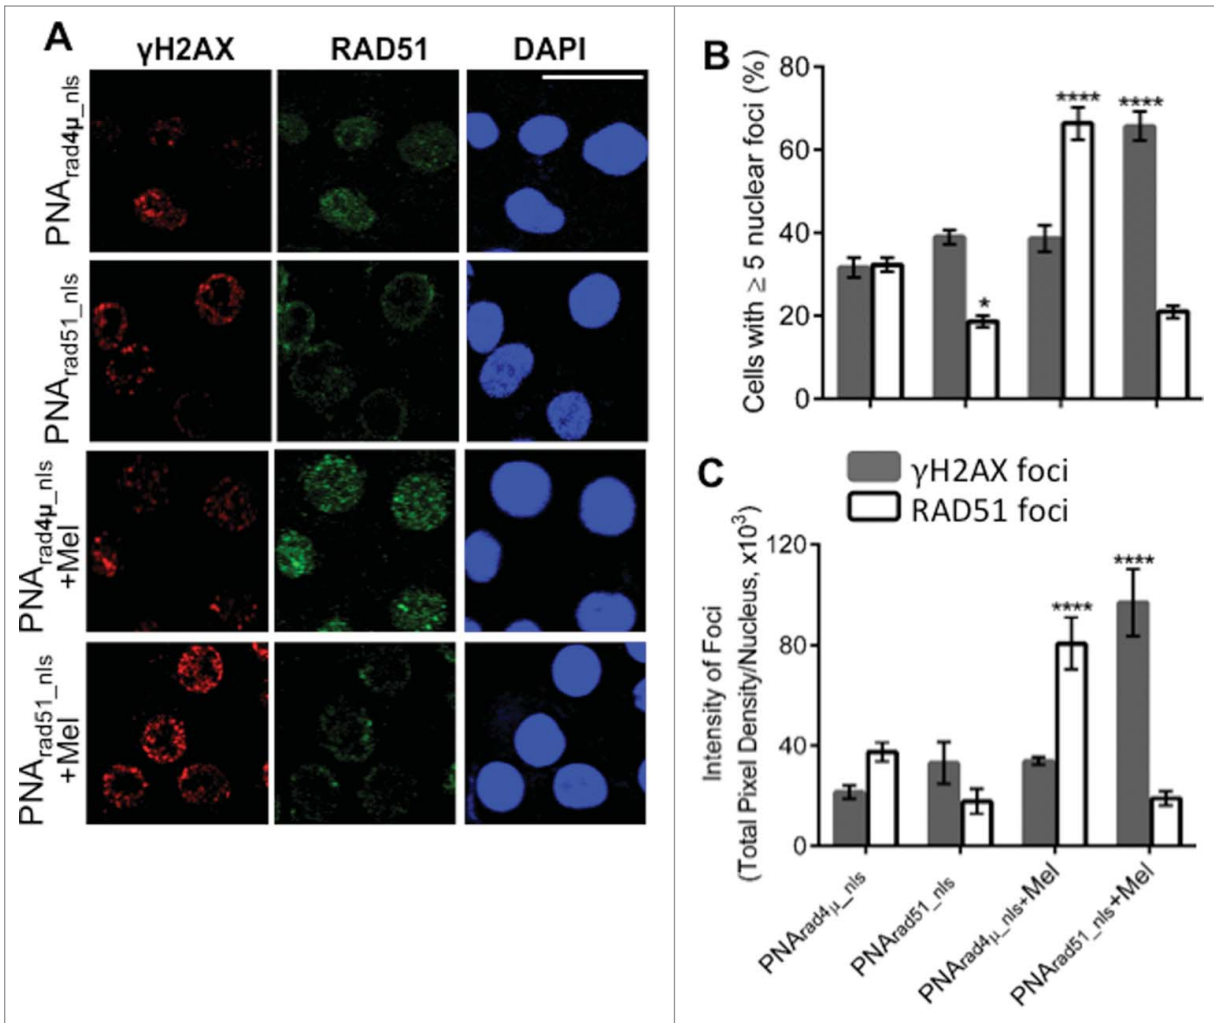 A
γH2AX RAD51 DAPI
PNArad4μ_nls
PNArad51_nls
PNArad4μ_nls
+Mel
PNArad51_nls
+Mel
B
Cells with ≥ 5 nuclear foci (%)
80
60
40
20
0
*
****
****
C
γH2AX foci
RAD51 foci
Intensity of Foci
(Total Pixel Density/Nucleus, x10³)
120
80
40
0
****
****
PNArad4μ_nls
PNArad51_nls
PNArad4μ_nls+Mel
PNArad51_nls+Mel